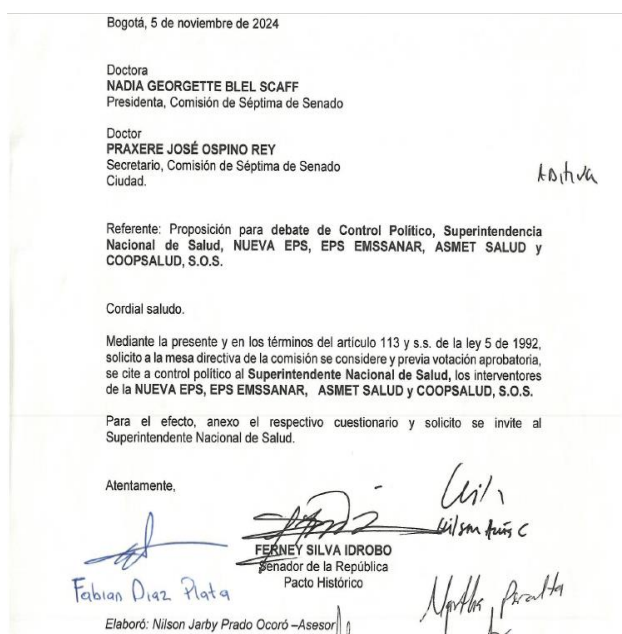 Bogotá, 5 de noviembre de 2024
Doctora
NADIA GEORGETTE BLEL SCAFF
Presidenta, Comisión de Séptima de Senado
Doctor
PRAXERE JOSÉ OSPINO REY
Secretario, Comisión de Séptima de Senado
Ciudad.
Aditiva
Referente: Proposición para debate de Control Político, Superintendencia
Nacional de Salud, NUEVA EPS, EPS EMSSANAR, ASMET SALUD y
COOPSALUD, S.O.S.
Cordial saludo.
Mediante la presente y en los términos del artículo 113 y s.s. de la ley 5 de 1992,
solicito a la mesa directiva de la comisión se considere y previa votación aprobatoria,
se cite a control político al Superintendente Nacional de Salud, los interventores
de la NUEVA EPS, EPS EMSSANAR, ASMET SALUD y COOPSALUD, S.O.S.
Para el efecto, anexo el respectivo cuestionario y solicito se invite al
Superintendente Nacional de Salud.
Atentamente,
Wilson Arias C
FERNEY SILVA IDROBO
Senador de la República
Pacto Histórico
Fabian Diaz Plata
Martha Peralta
Elaboró: Nilson Jarby Prado Ocoró –Asesor